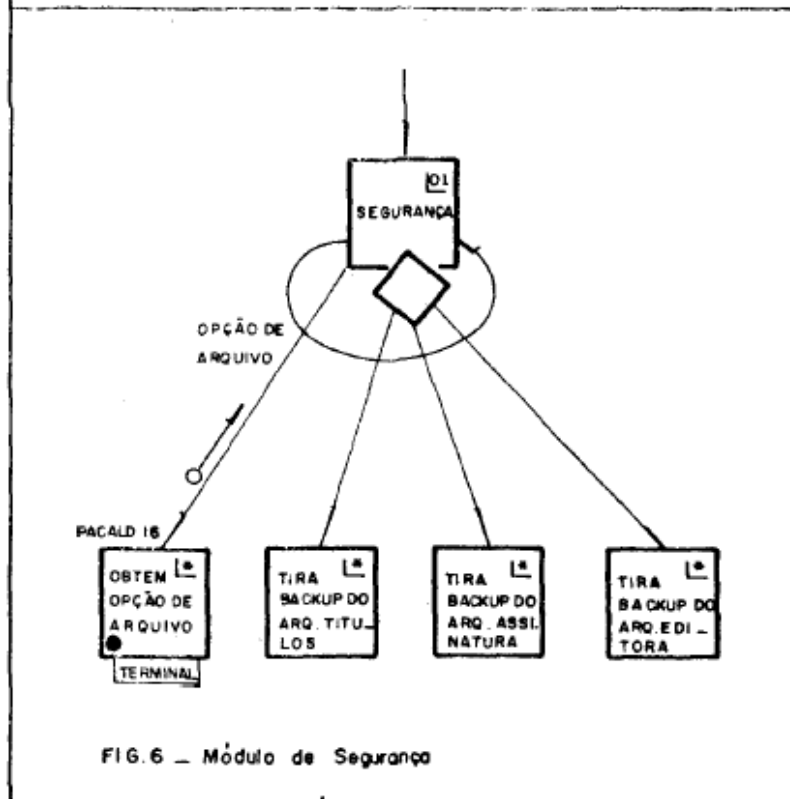 01
SEGURANÇA
OPÇÃO DE
ARQUIVO
PACALD 16
OBTEM *
OPÇÃO DE
ARQUIVO
TERMINAL
TIRA *
BACKUP DO
ARQ. TITU_
LOS
TIRA *
BACKUP DO
ARQ. ASSI.
NATURA
TIRA *
BACKUP DO
ARQ. EDI_
TORA
FIG. 6 _ Módulo de Segurança